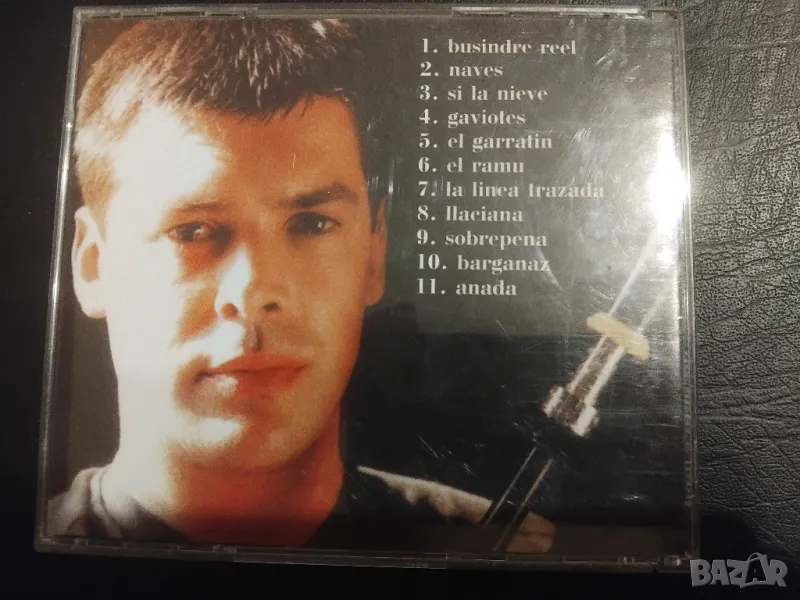 1. busindre reel
2. naves
3. si la nieve
4. gaviotes
5. el garratin
6. el ramu
7. la linea trazada
8. llaciana
9. sobrepena
10. barganaz
11. anada
BAZAR